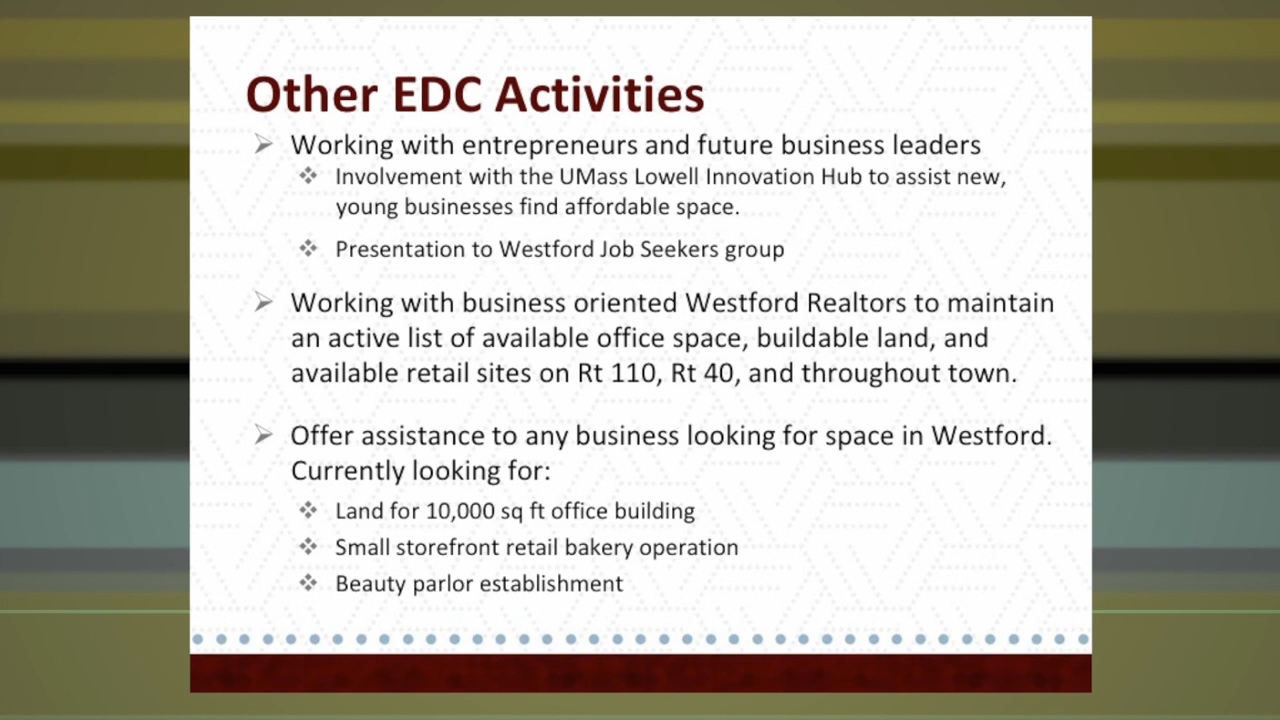 Other EDC Activities
Working with entrepreneurs and future business leaders
Involvement with the UMass Lowell Innovation Hub to assist new,
young businesses find affordable space.
Presentation to Westford Job Seekers group
Working with business oriented Westford Realtors to maintain
an active list of available office space, buildable land, and
available retail sites on Rt 110, Rt 40, and throughout town.
Offer assistance to any business looking for space in Westford.
Currently looking for:
Land for 10,000 sq ft office building
Small storefront retail bakery operation
Beauty parlor establishment